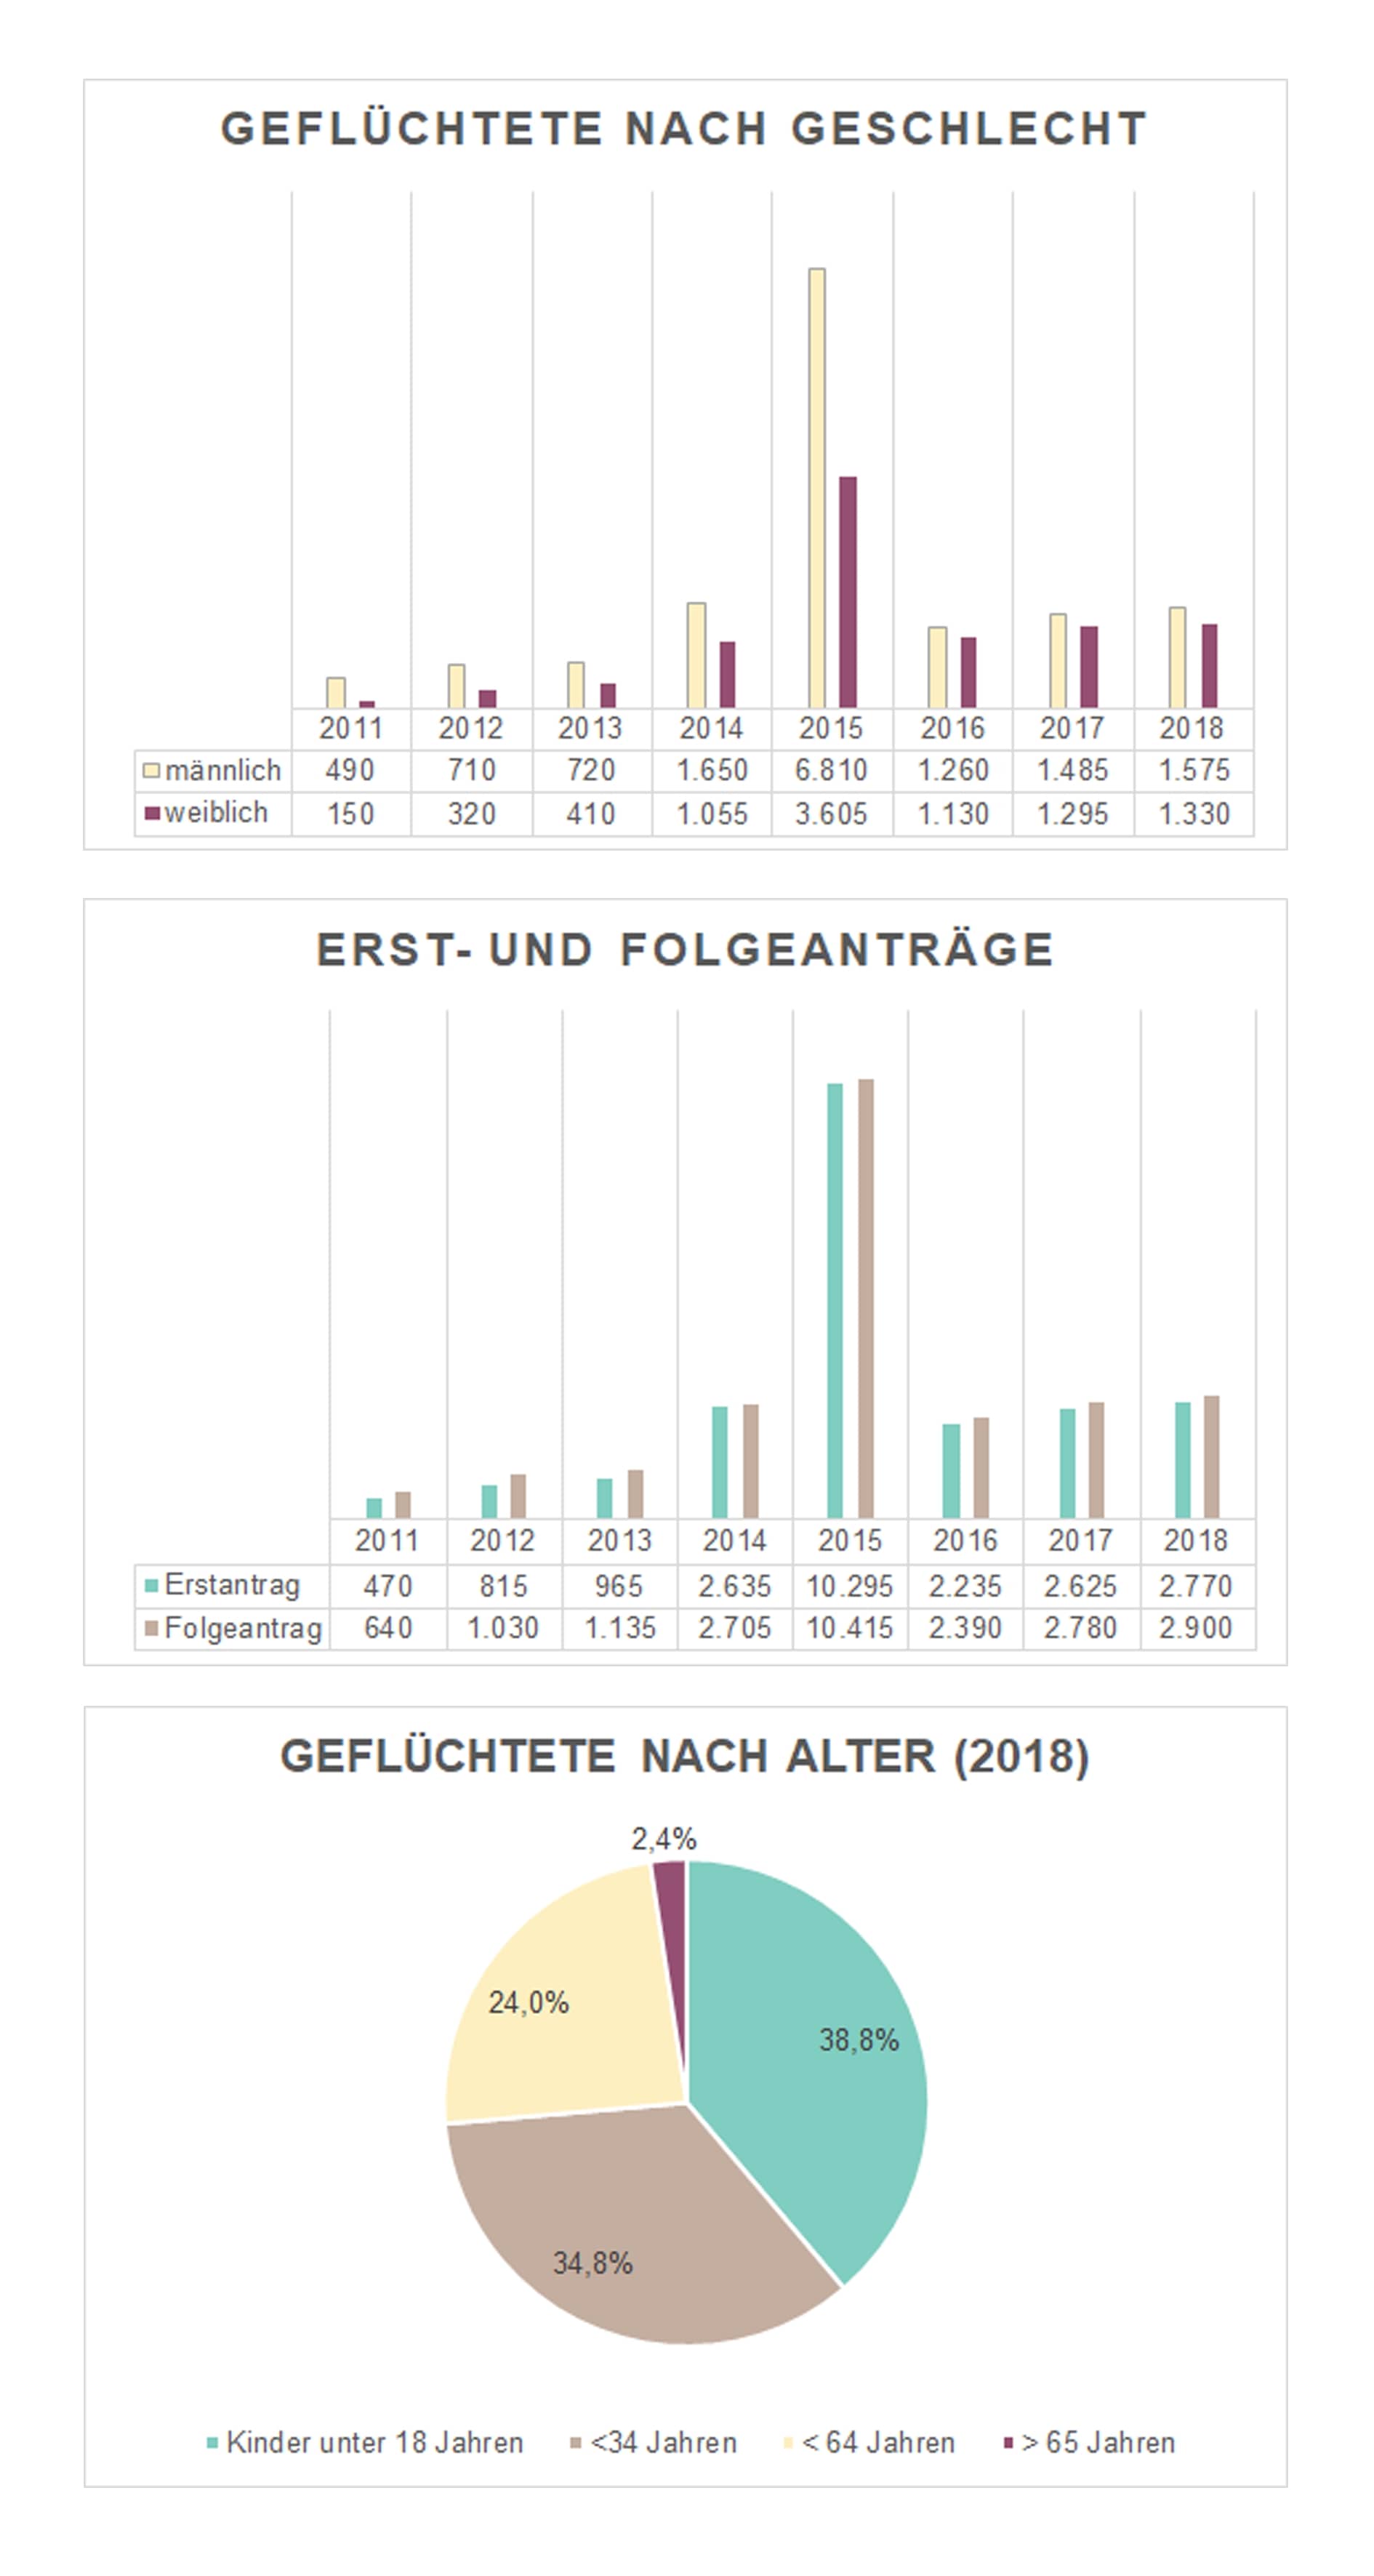 GEFLÜCHTETE NACH GESCHLECHT
2011 2012 2013 2014 2015 2016 2017 2018
männlich 490 710 720 1.650 6.810 1.260 1.485 1.575
weiblich 150 320 410 1.055 3.605 1.130 1.295 1.330
ERST- UND FOLGEANTRÄGE
2011 2012 2013 2014 2015 2016 2017 2018
Erstantrag 470 815 965 2.635 10.295 2.235 2.625 2.770
Folgeantrag 640 1.030 1.135 2.705 10.415 2.390 2.780 2.900
GEFLÜCHTETE NACH ALTER (2018)
2,4%
24,0%
38,8%
34,8%
Kinder unter 18 Jahren <34 Jahren < 64 Jahren > 65 Jahren